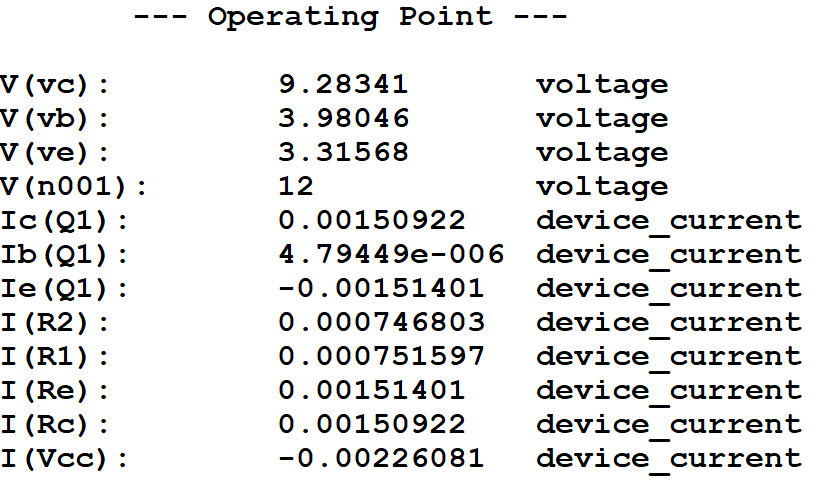 --- Operating Point ---
V(vc): 9.28341 voltage
V(vb): 3.98046 voltage
V(ve): 3.31568 voltage
V(n001): 12 voltage
Ic(Q1): 0.00150922 device_current
Ib(Q1): 4.79449e-006 device_current
Ie(Q1): -0.00151401 device_current
I(R2): 0.000746803 device_current
I(R1): 0.000751597 device_current
I(Re): 0.00151401 device_current
I(Rc): 0.00150922 device_current
I(Vcc): -0.00226081 device_current